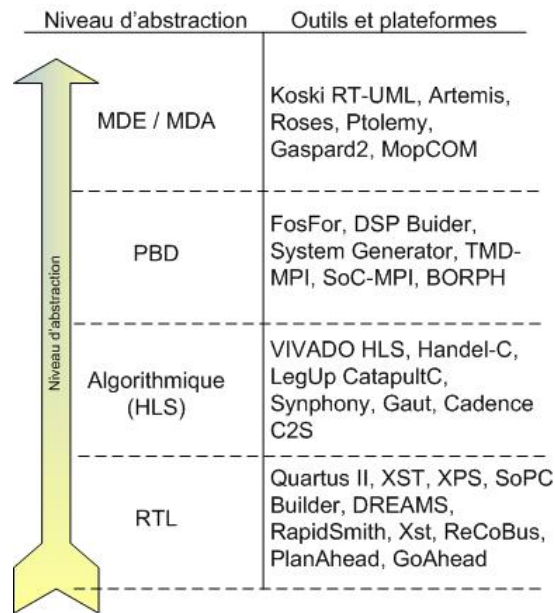 Niveau d'abstraction
Outils et plateformes
Niveau d'abstraction
MDE / MDA
Koski RT-UML, Artemis,
Roses, Ptolemy,
Gaspard2, MopCOM
PBD
FosFor, DSP Buider,
System Generator, TMD-
MPI, SoC-MPI, BORPH
Algorithmique
(HLS)
VIVADO HLS, Handel-C,
LegUp CatapultC,
Synphony, Gaut, Cadence
C2S
RTL
Quartus II, XST, XPS, SoPC
Builder, DREAMS,
RapidSmith, Xst, ReCoBus,
PlanAhead, GoAhead